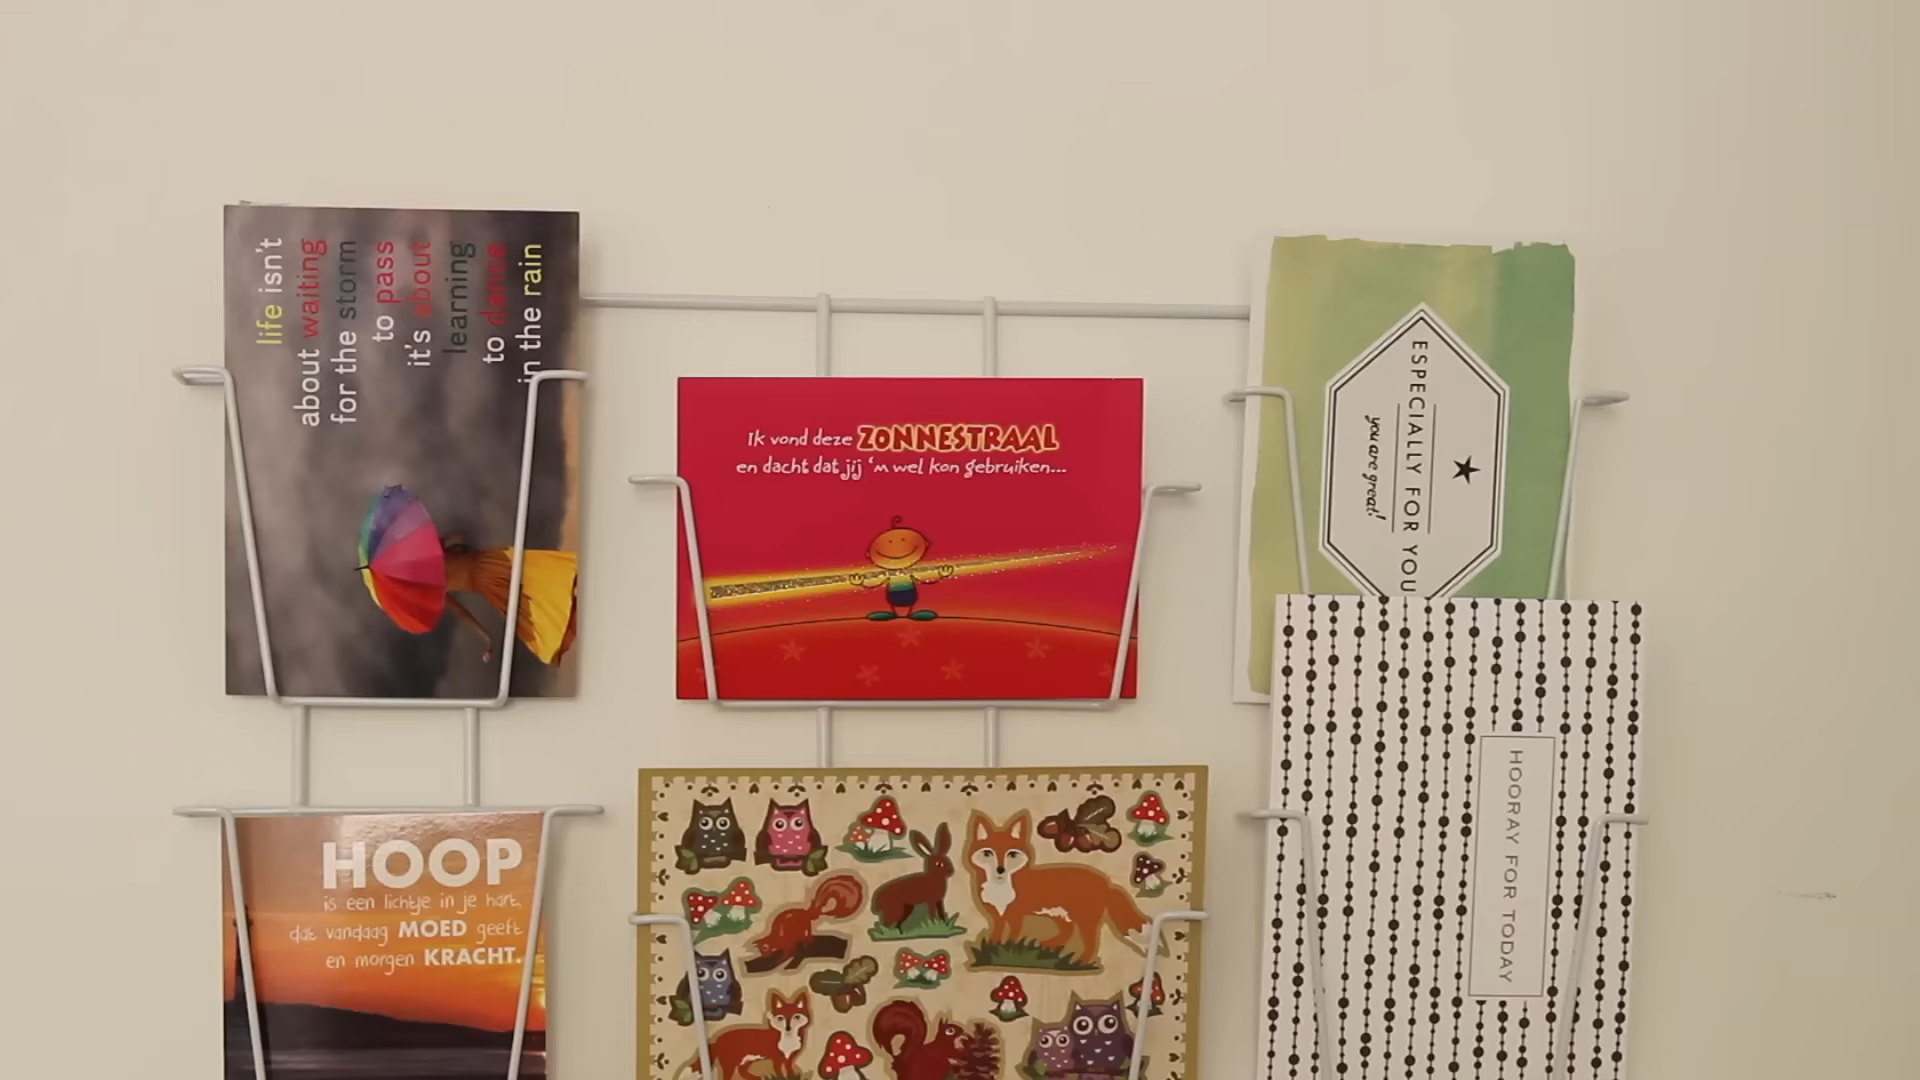 life isn't
about waiting
for the storm
to pass
it's about
learning
to dance
in the rain
Ik vond deze ZONNESTRAAL
en dacht dat jij 'm wel kon gebruiken...
ESPECIALLY FOR YOU
you are great!
HOOP
is een lichtje in je hart,
dat vandaag MOED geeft
en morgen KRACHT.
HOORAY FOR TODAY